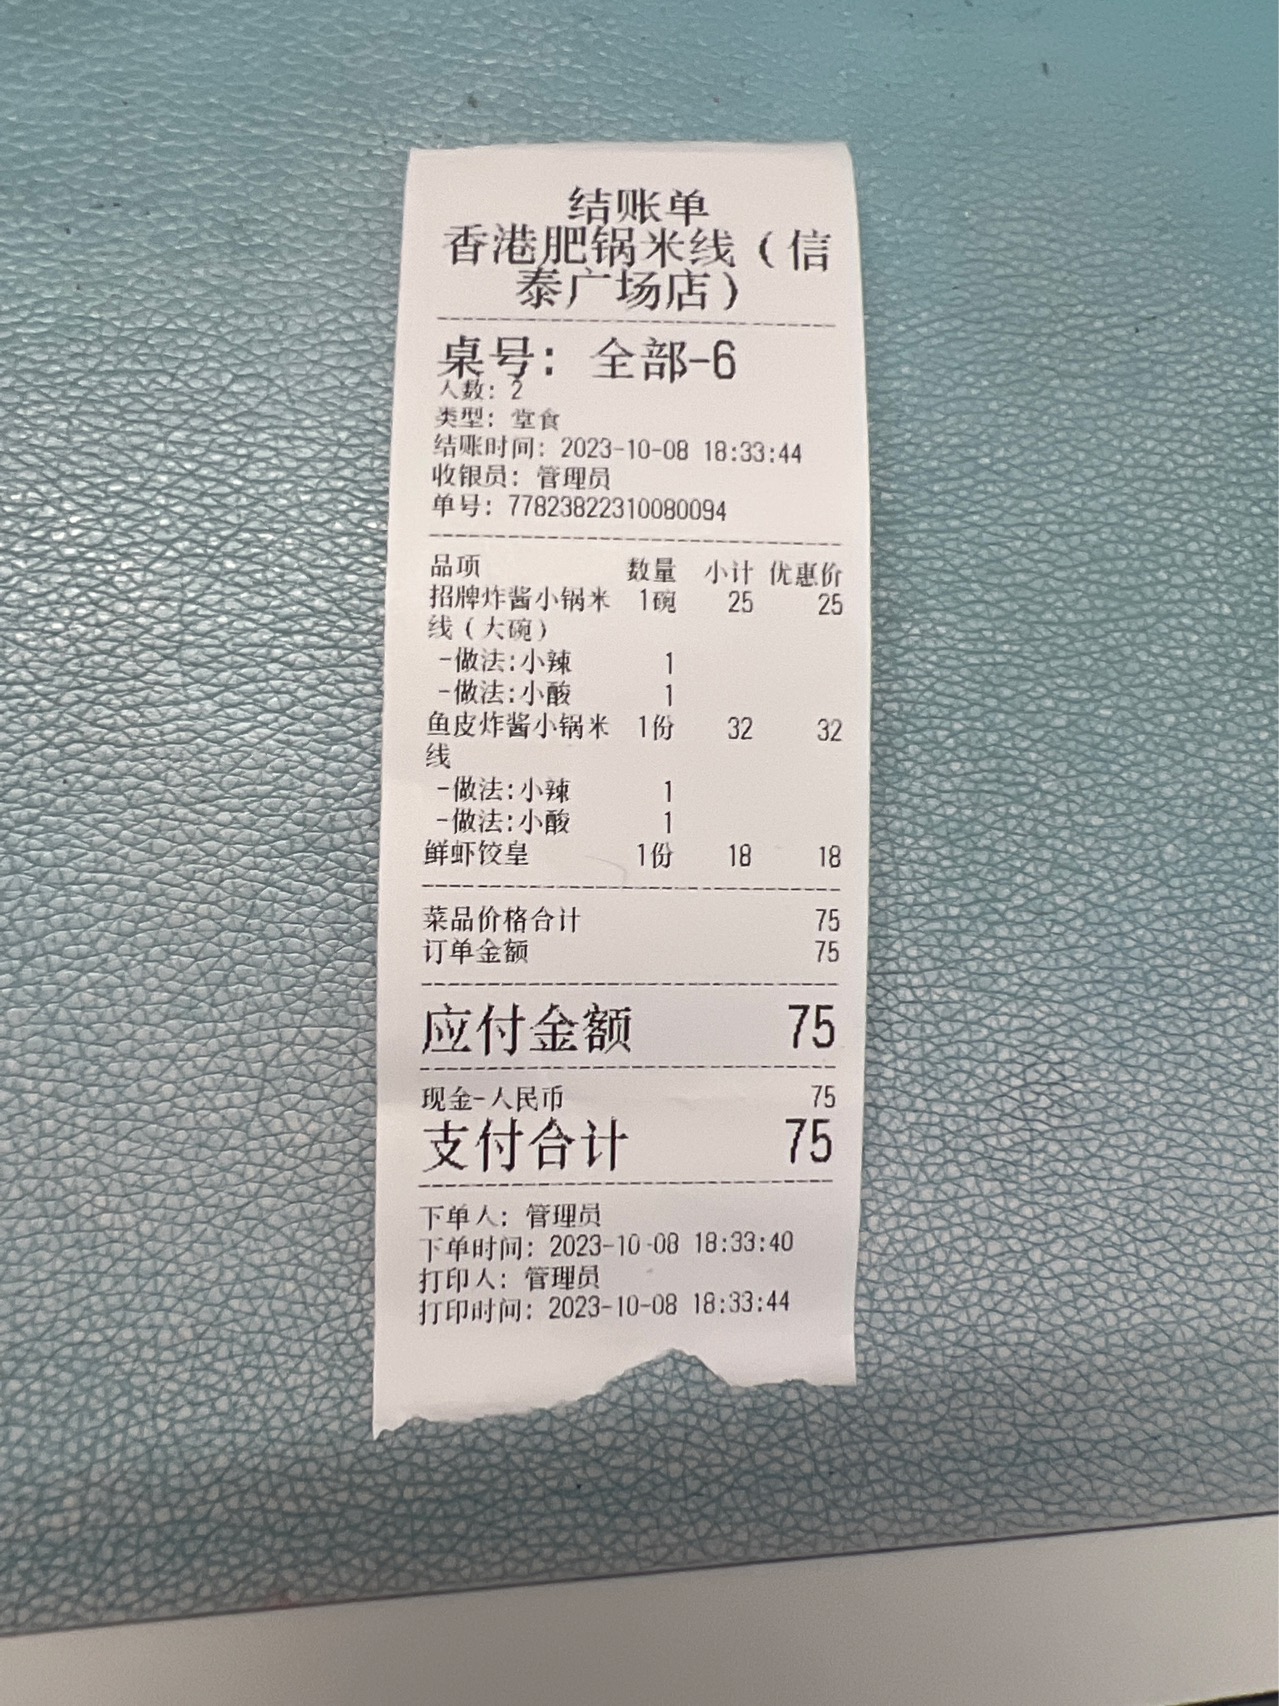 结账单
香港肥锅米线（信
泰广场店）
桌号：全部-6
人数：2
类型：堂食
结账时间：2023-10-08 18:33:44
收银员：管理员
单号：77823822310080094
品项 数量 小计 优惠价
招牌炸酱小锅米 1碗 25 25
线（大碗）
-做法:小辣 1
-做法:小酸 1
鱼皮炸酱小锅米 1份 32 32
线
-做法:小辣 1
-做法:小酸 1
鲜虾饺皇 1份 18 18
菜品价格合计 75
订单金额 75
应付金额 75
现金-人民币 75
支付合计 75
下单人：管理员
下单时间：2023-10-08 18:33:40
打印人：管理员
打印时间：2023-10-08 18:33:44